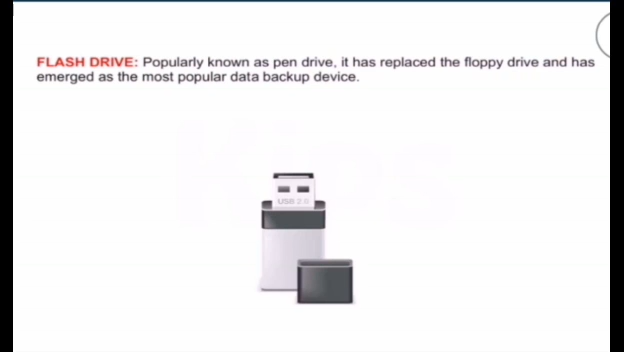 FLASH DRIVE: Popularly known as pen drive, it has replaced the floppy drive and has
emerged as the most popular data backup device.
USB 2.0